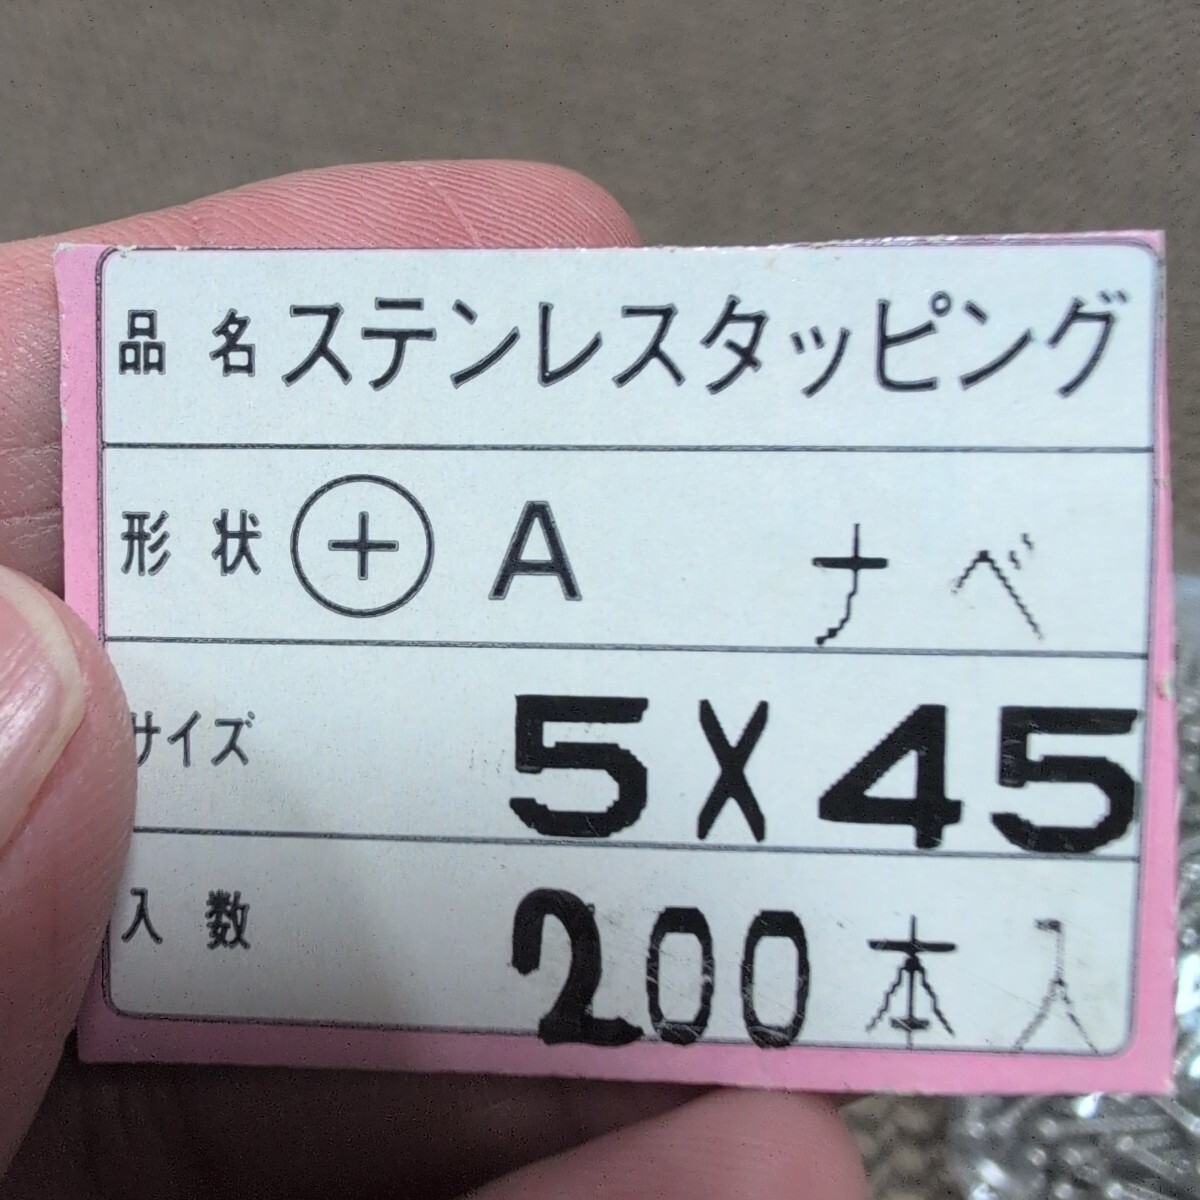 品名 ステンレスタッピング
形状 ⊕ A ナベ
サイズ 5X45
入数 200本入